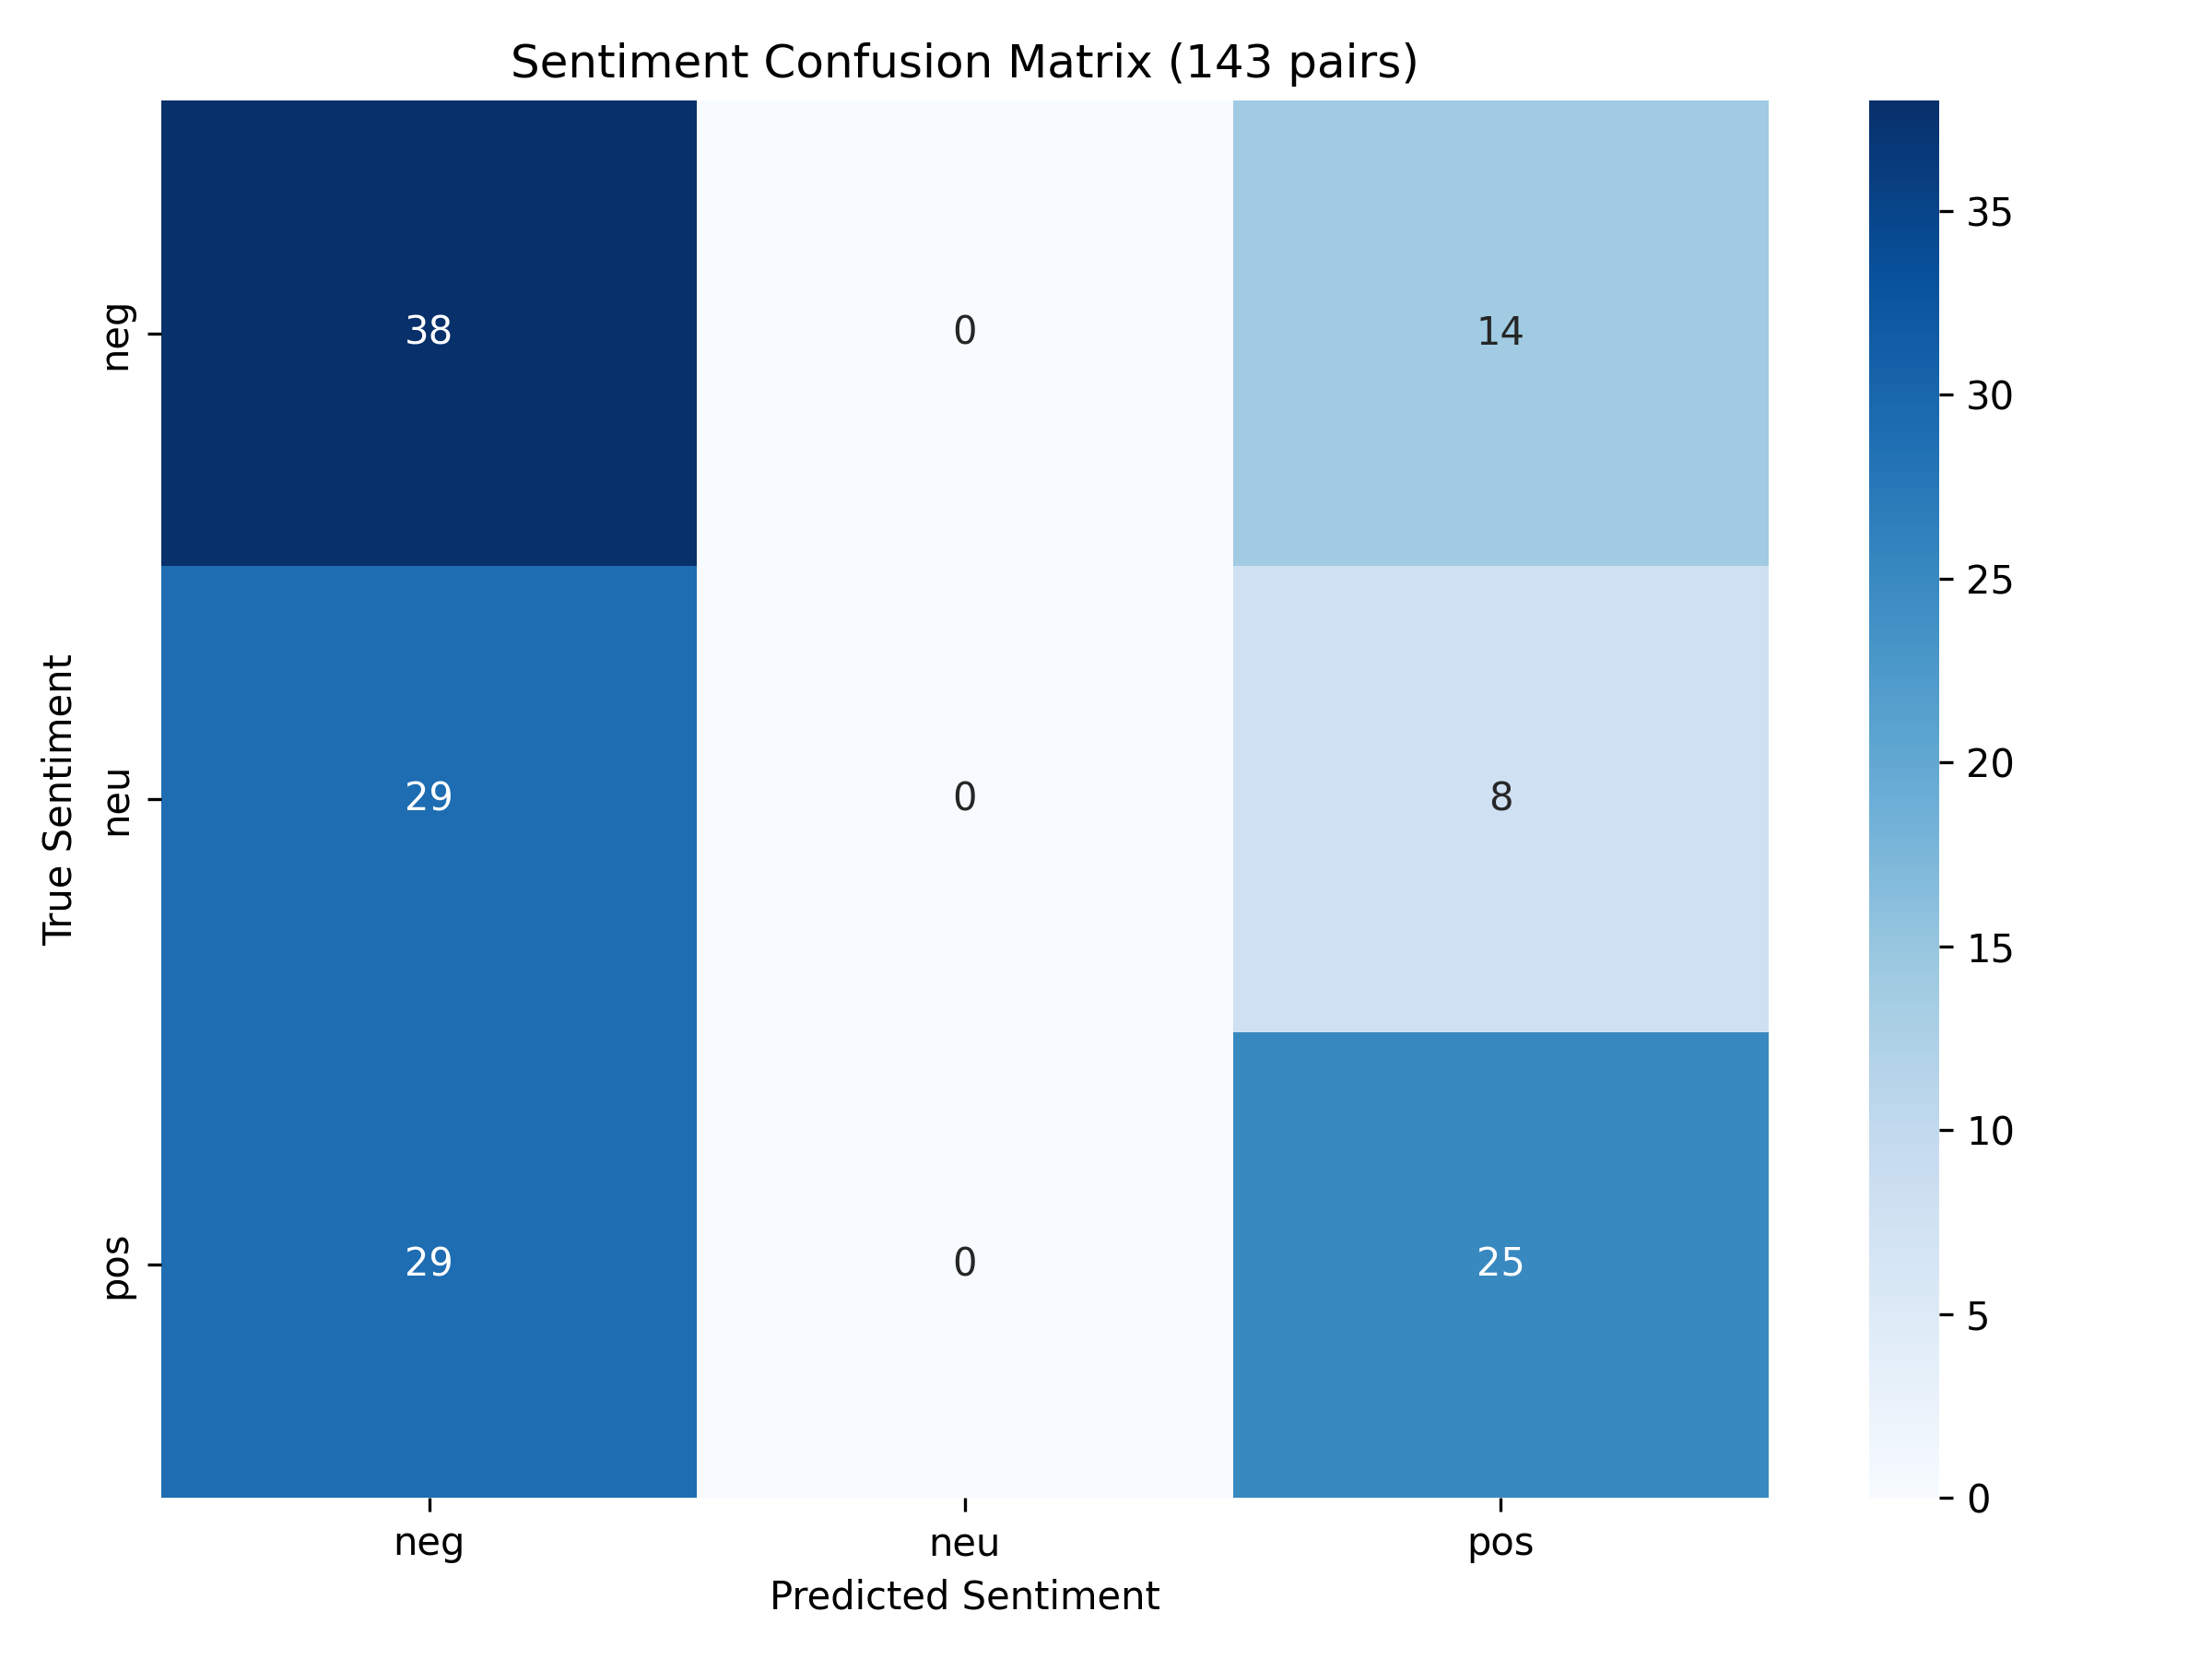 Sentiment Confusion Matrix (143 pairs)
True Sentiment
neg
38
0
14
neu
29
0
8
pos
29
0
25
neg
neu
pos
Predicted Sentiment
35
30
25
20
15
10
5
0